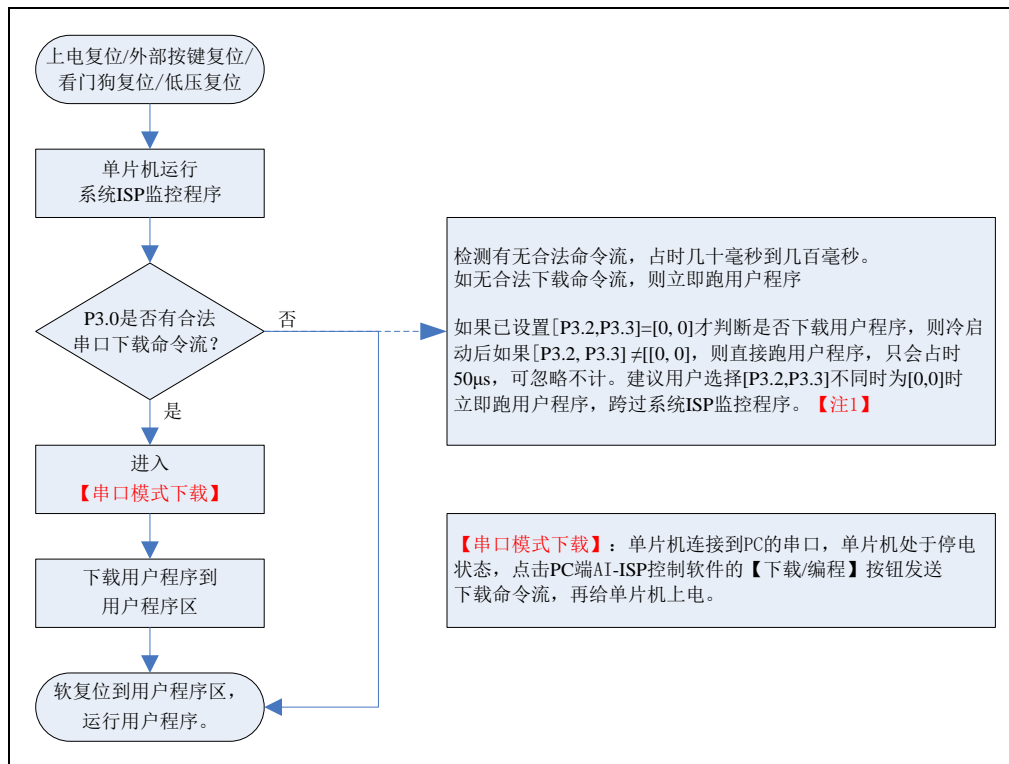 上电复位/外部按键复位/
看门狗复位/低压复位
单片机运行
系统ISP监控程序
P3.0是否有合法
串口下载命令流?
否
是
进入
【串口模式下载】
下载用户程序到
用户程序区
软复位到用户程序区,
运行用户程序。
检测有无合法命令流，占时几十毫秒到几百毫秒。
如无合法下载命令流，则立即跑用户程序
如果已设置[P3.2,P3.3]=[0, 0]才判断是否下载用户程序，则冷启
动后如果[P3.2, P3.3] ≠[[0, 0]，则直接跑用户程序，只会占时
50μs，可忽略不计。建议用户选择[P3.2,P3.3]不同时为[0,0]时
立即跑用户程序，跨过系统ISP监控程序。【注1】
【串口模式下载】：单片机连接到PC的串口，单片机处于停电
状态，点击PC端AI-ISP控制软件的【下载/编程】按钮发送
下载命令流，再给单片机上电。